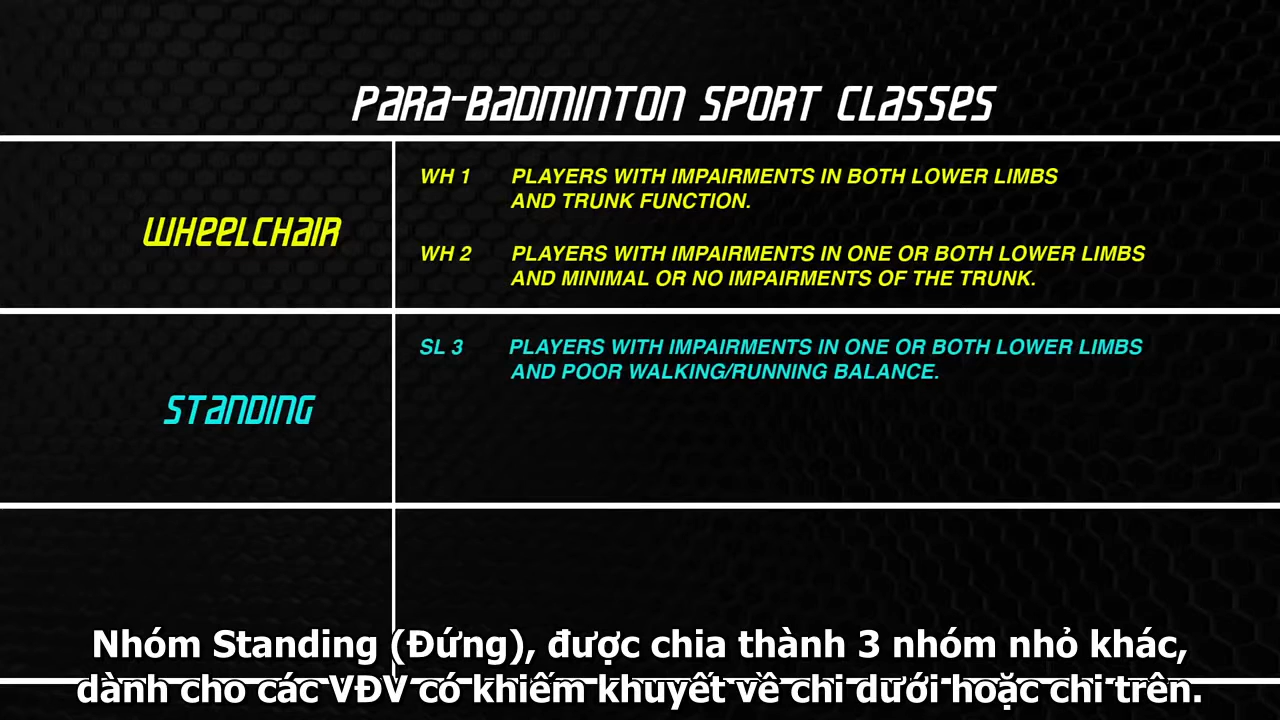 PARA-BADMINTON SPORT CLASSES
WHEELCHAIR
WH 1 PLAYERS WITH IMPAIRMENTS IN BOTH LOWER LIMBS
AND TRUNK FUNCTION.
WH 2 PLAYERS WITH IMPAIRMENTS IN ONE OR BOTH LOWER LIMBS
AND MINIMAL OR NO IMPAIRMENTS OF THE TRUNK.
STANDING
SL 3 PLAYERS WITH IMPAIRMENTS IN ONE OR BOTH LOWER LIMBS
AND POOR WALKING/RUNNING BALANCE.
Nhóm Standing (Đứng), được chia thành 3 nhóm nhỏ khác,
dành cho các VĐV có khiếm khuyết về chi dưới hoặc chi trên.